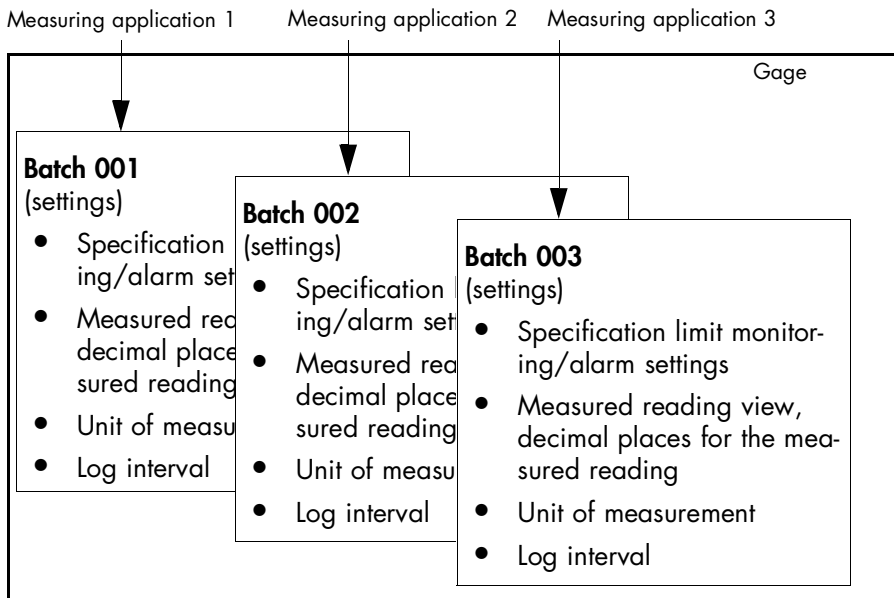 Measuring application 1
Measuring application 2
Measuring application 3
Gage
Batch 001
(settings)
• Specification
ing/alarm set
• Measured rea
decimal place
sured reading
• Unit of measu
• Log interval
Batch 002
(settings)
• Specification l
ing/alarm sett
• Measured rea
decimal place
sured reading
• Unit of measu
• Log interval
Batch 003
(settings)
• Specification limit monitor-
ing/alarm settings
• Measured reading view,
decimal places for the mea-
sured reading
• Unit of measurement
• Log interval